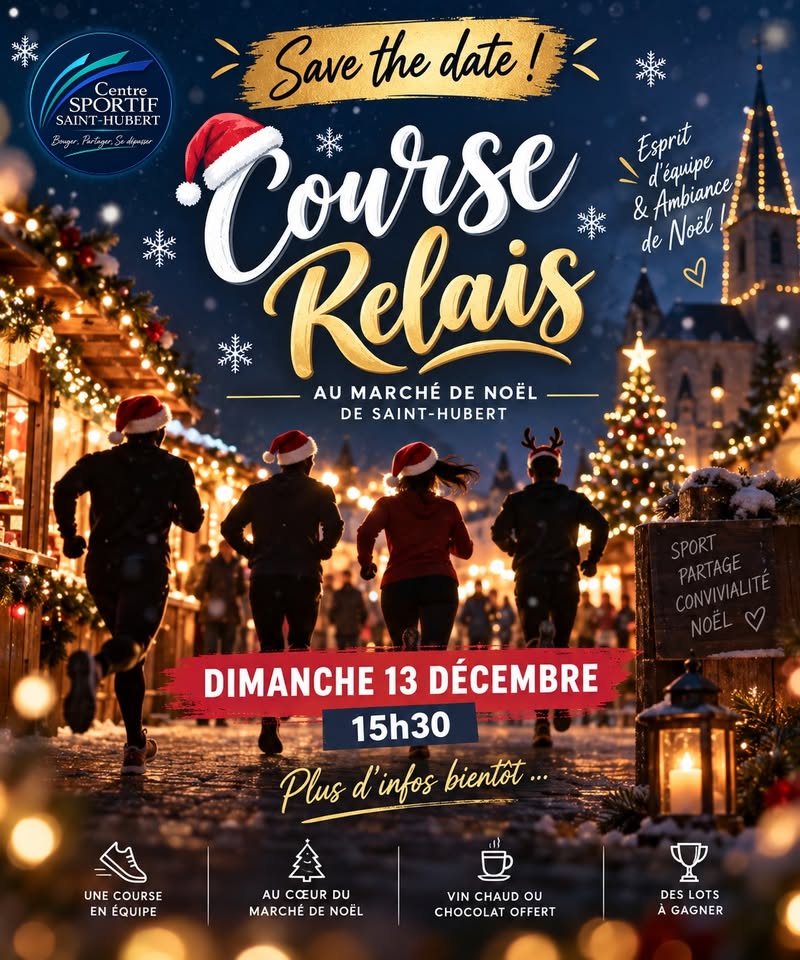 Centre
SPORTIF
SAINT-HUBERT
Bouger, Partager, Se dépasser
Save the date !
Course
Relais
AU MARCHÉ DE NOËL
DE SAINT-HUBERT
Esprit
d'équipe
& Ambiance
de Noël !
SPORT
PARTAGE
CONVIVIALITÉ
NOËL
DIMANCHE 13 DÉCEMBRE
15h30
Plus d'infos bientôt ...
UNE COURSE
EN ÉQUIPE
AU CŒUR DU
MARCHÉ DE NOËL
VIN CHAUD OU
CHOCOLAT OFFERT
DES LOTS
À GAGNER